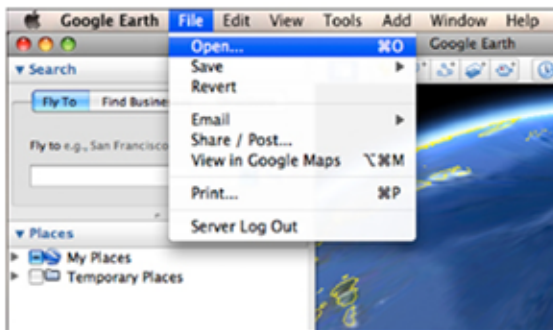 Google Earth File Edit View Tools Add Window Help
Google Earth
Open... ⌘O
Search
Save
Revert
Fly To Find Busine
Email
Share / Post...
Fly to e.g., San Francisco
View in Google Maps ⌥⌘M
Print... ⌘P
Server Log Out
Places
My Places
Temporary Places